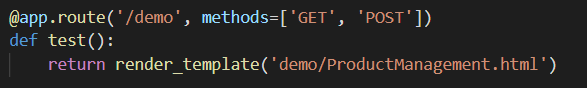 @app.route('/demo', methods=['GET', 'POST'])
def test():
    return render_template('demo/ProductManagement.html')